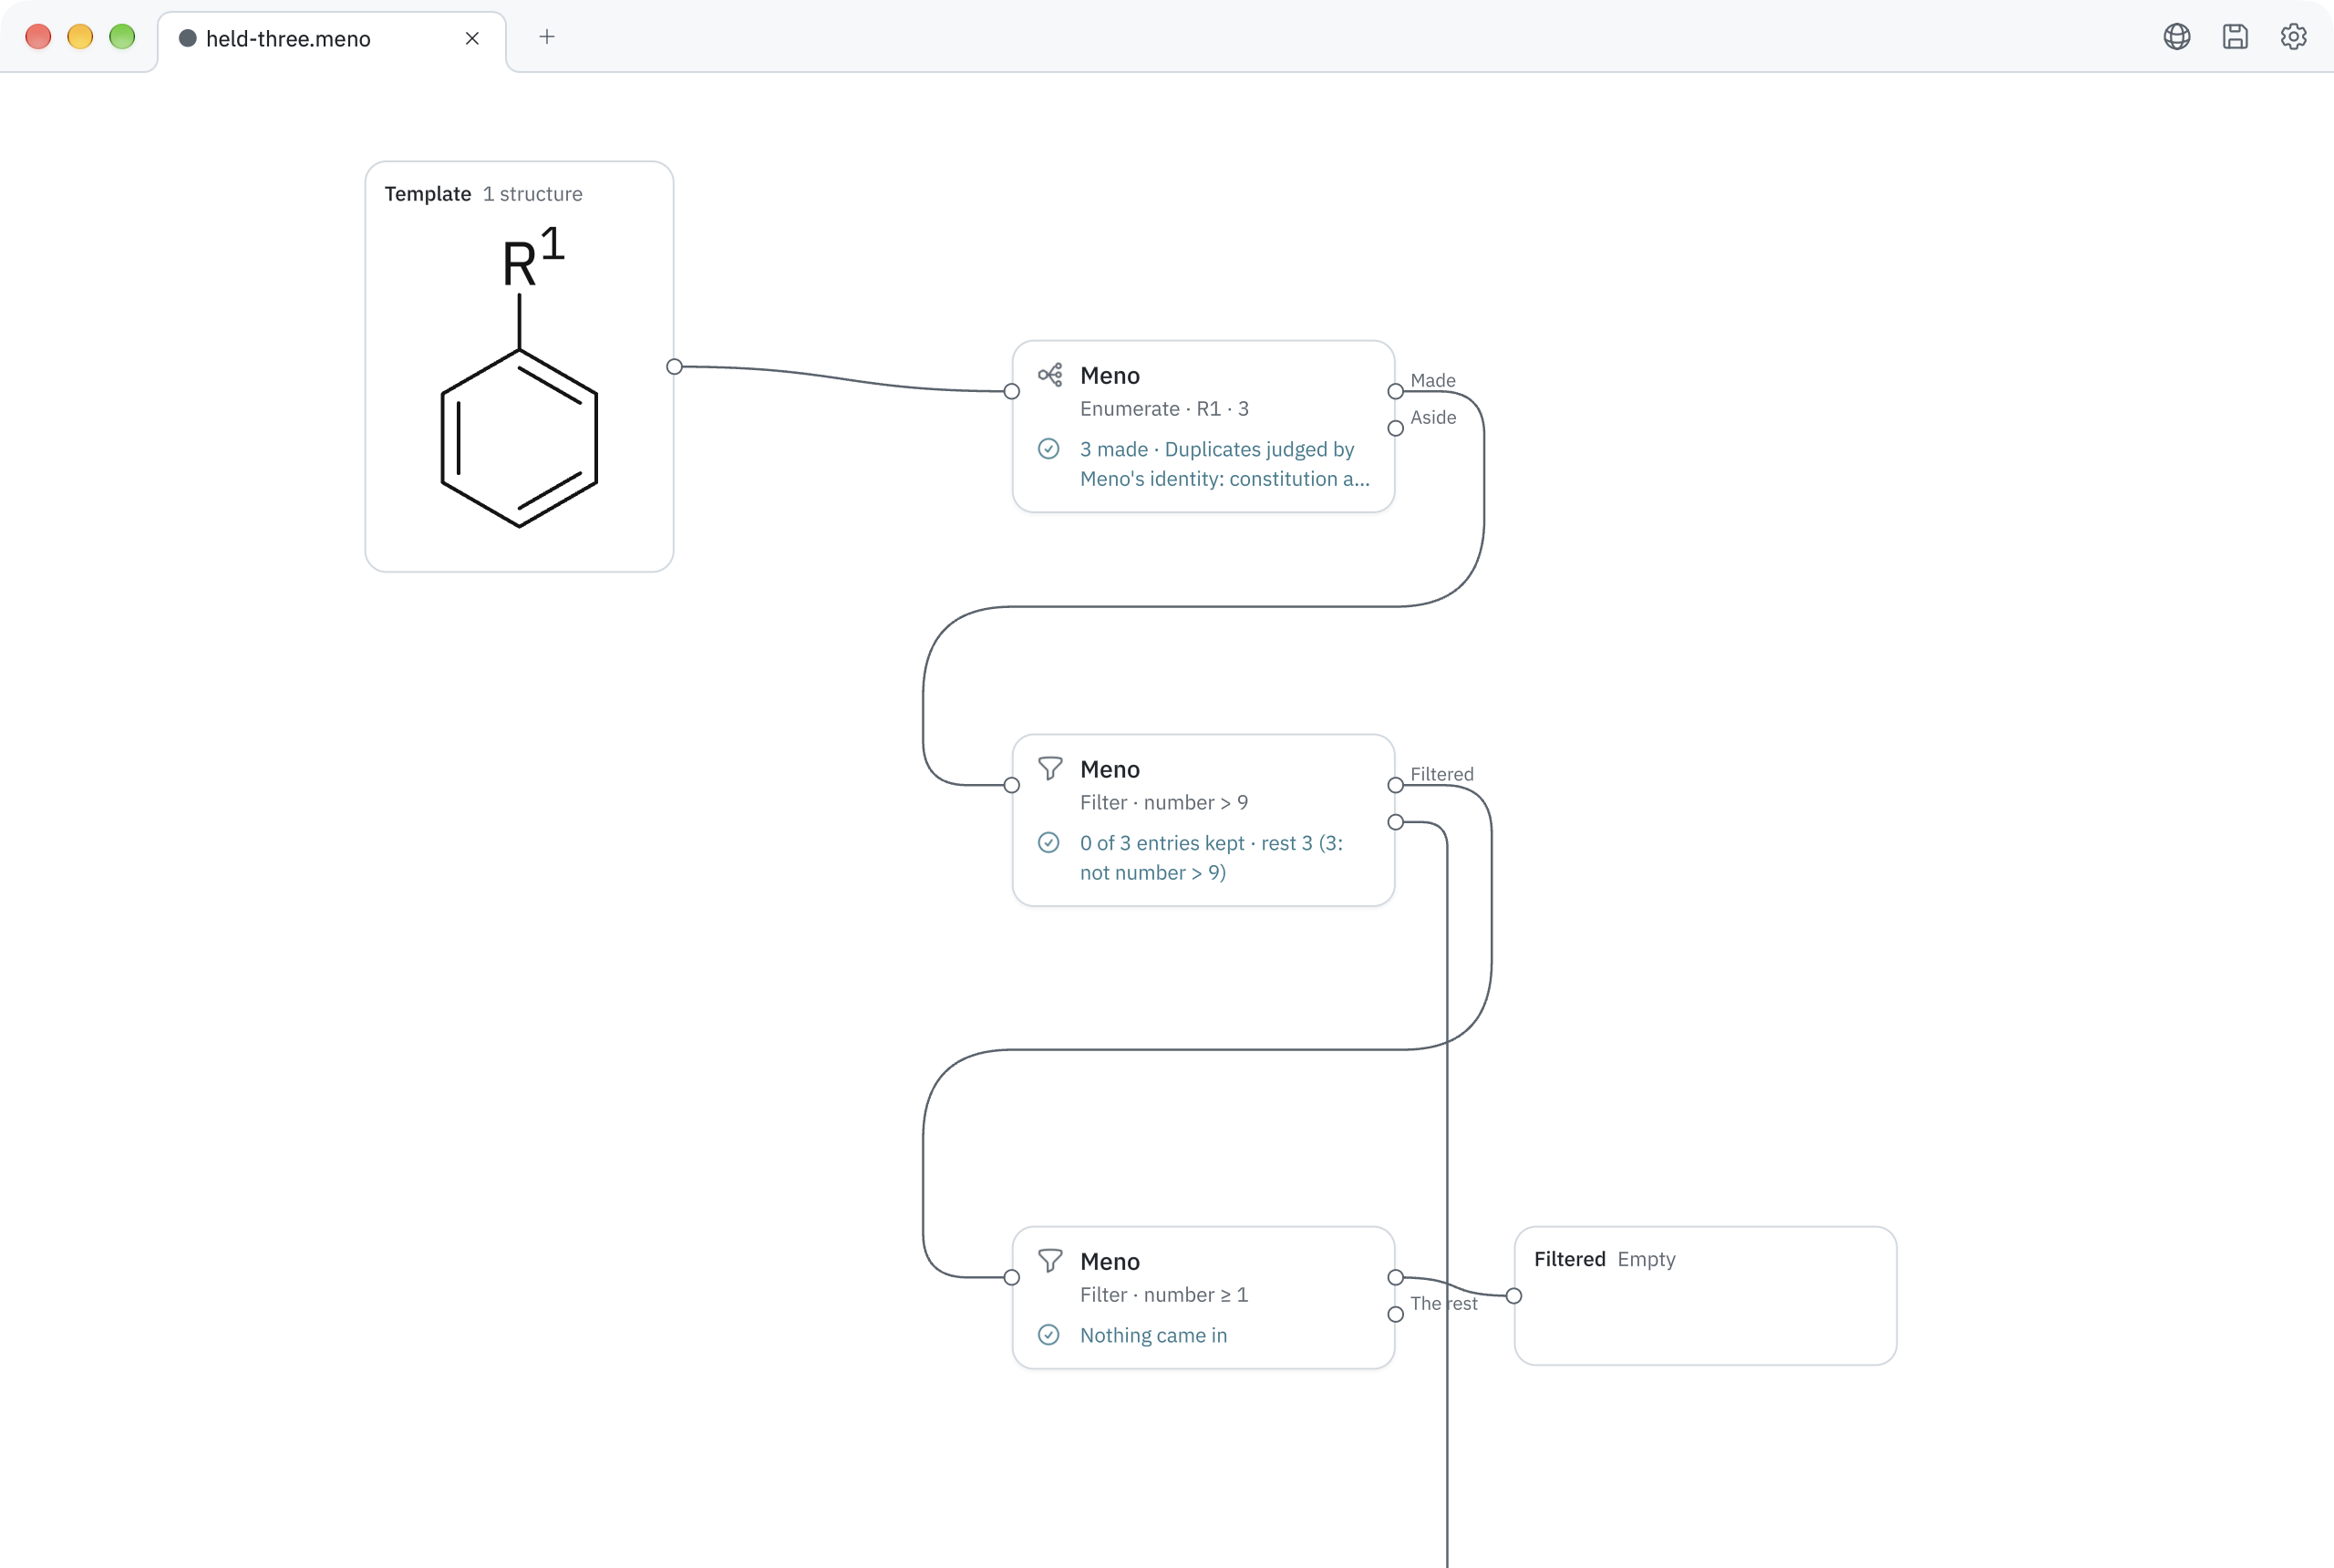 held-three.meno
Template 1 structure
R1
Meno
Enumerate · R1 · 3
3 made · Duplicates judged by
Meno's identity: constitution a...
Made
Aside
Meno
Filter · number > 9
0 of 3 entries kept · rest 3 (3:
not number > 9)
Filtered
Meno
Filter · number ≥ 1
Nothing came in
The rest
Filtered Empty